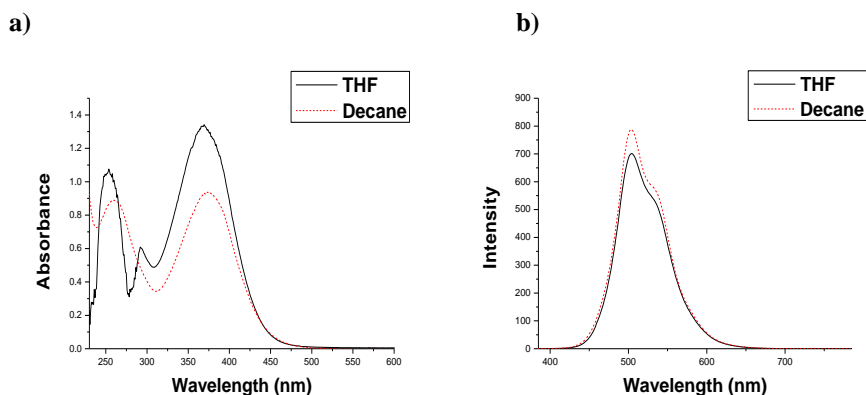 a)
THF
Decane
1.4
1.2
1.0
0.8
0.6
0.4
0.2
0.0
Absorbance
250 300 350 400 450 500 550 600
Wavelength (nm)
b)
THF
Decane
900
800
700
600
500
400
300
200
100
0
Intensity
400 500 600 700
Wavelength (nm)